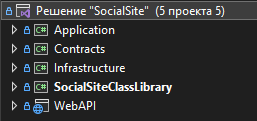 Решение "SocialSite" (5 проекта 5)
C# Application
C# Contracts
C# Infrastructure
C# SocialSiteClassLibrary
WebAPI